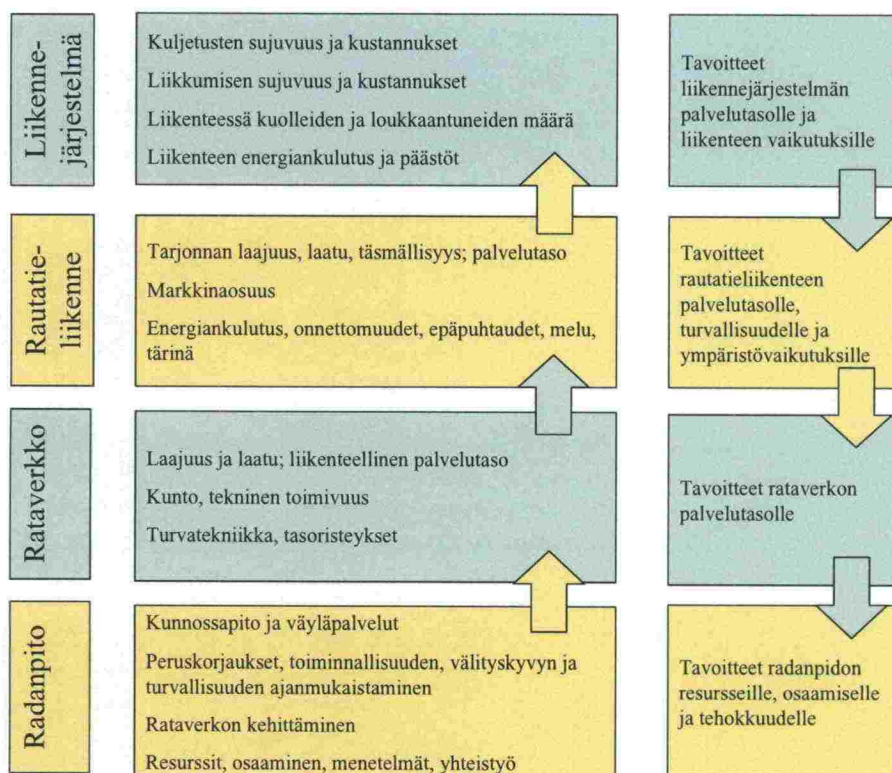 Liikenne-
järjestelmä
Kuljetusten sujuvuus ja kustannukset
Liikkumisen sujuvuus ja kustannukset
Liikenteessä kuolleiden ja loukkaantuneiden määrä
Liikenteen energiankulutus ja päästöt
Tavoitteet
liikennejärjestelmän
palvelutasolle ja
liikenteen vaikutuksille
Rautatie-
liikenne
Tarjonnan laajuus, laatu, täsmällisyys; palvelutaso
Markkinaosuus
Energiankulutus, onnettomuudet, epäpuhtaudet, melu,
tärinä
Tavoitteet
rautatieliikenteen
palvelutasolle,
turvallisuudelle ja
ympäristövaikutuksille
Rataverkko
Laajuus ja laatu; liikenteellinen palvelutaso
Kunto, tekninen toimivuus
Turvatekniikka, tasoristeykset
Tavoitteet rataverkon
palvelutasolle
Radanpito
Kunnossapito ja väyläpalvelut
Peruskorjaukset, toiminnallisuuden, välityskyvyn ja
turvallisuuden ajanmukaistaminen
Rataverkon kehittäminen
Resurssit, osaaminen, menetelmät, yhteistyö
Tavoitteet radanpidon
resursseille, osaamiselle
ja tehokkuudelle